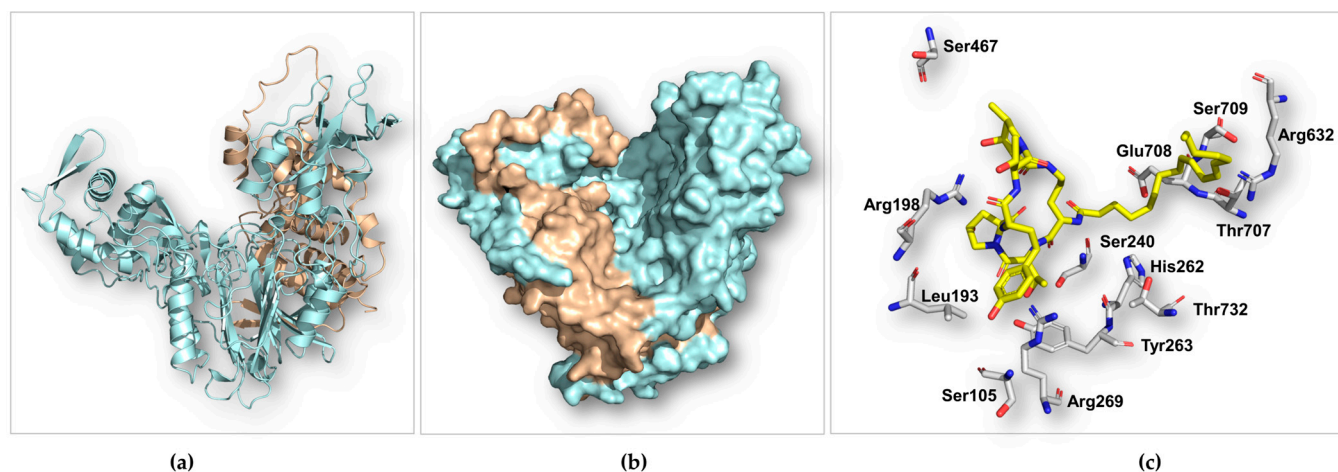 Ser467
Ser709
Arg632
Glu708
Arg198
Thr707
Ser240
His262
Leu193
Thr732
Tyr263
Ser105
Arg269
(a)
(b)
(c)